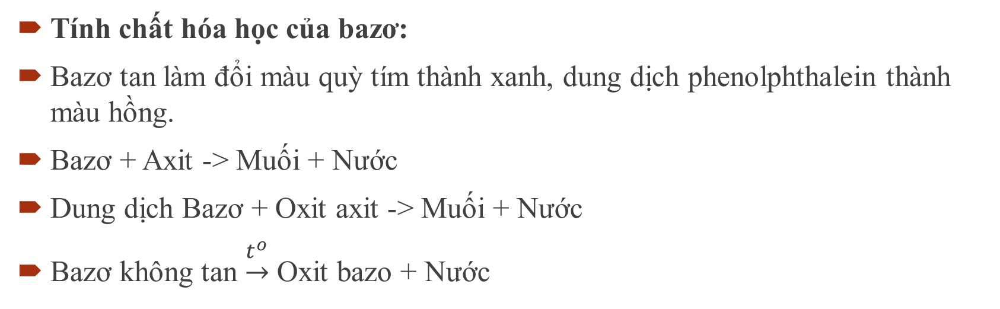 Tính chất hóa học của bazơ:
Bazơ tan làm đổi màu quỳ tím thành xanh, dung dịch phenolphthalein thành
màu hồng.
Bazơ + Axit -> Muối + Nước
Dung dịch Bazơ + Oxit axit -> Muối + Nước
Bazơ không tan \xrightarrow{t^o} Oxit bazo + Nước